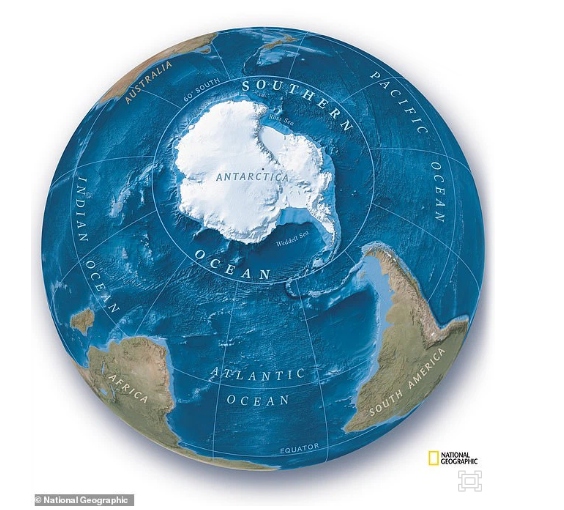 AUSTRALIA
60° SOUTH
SOUTHERN
OCEAN
PACIFIC OCEAN
Ross Sea
ANTARCTICA
Weddell Sea
INDIAN OCEAN
ATLANTIC
OCEAN
AFRICA
SOUTH AMERICA
EQUATOR
NATIONAL
GEOGRAPHIC
© National Geographic